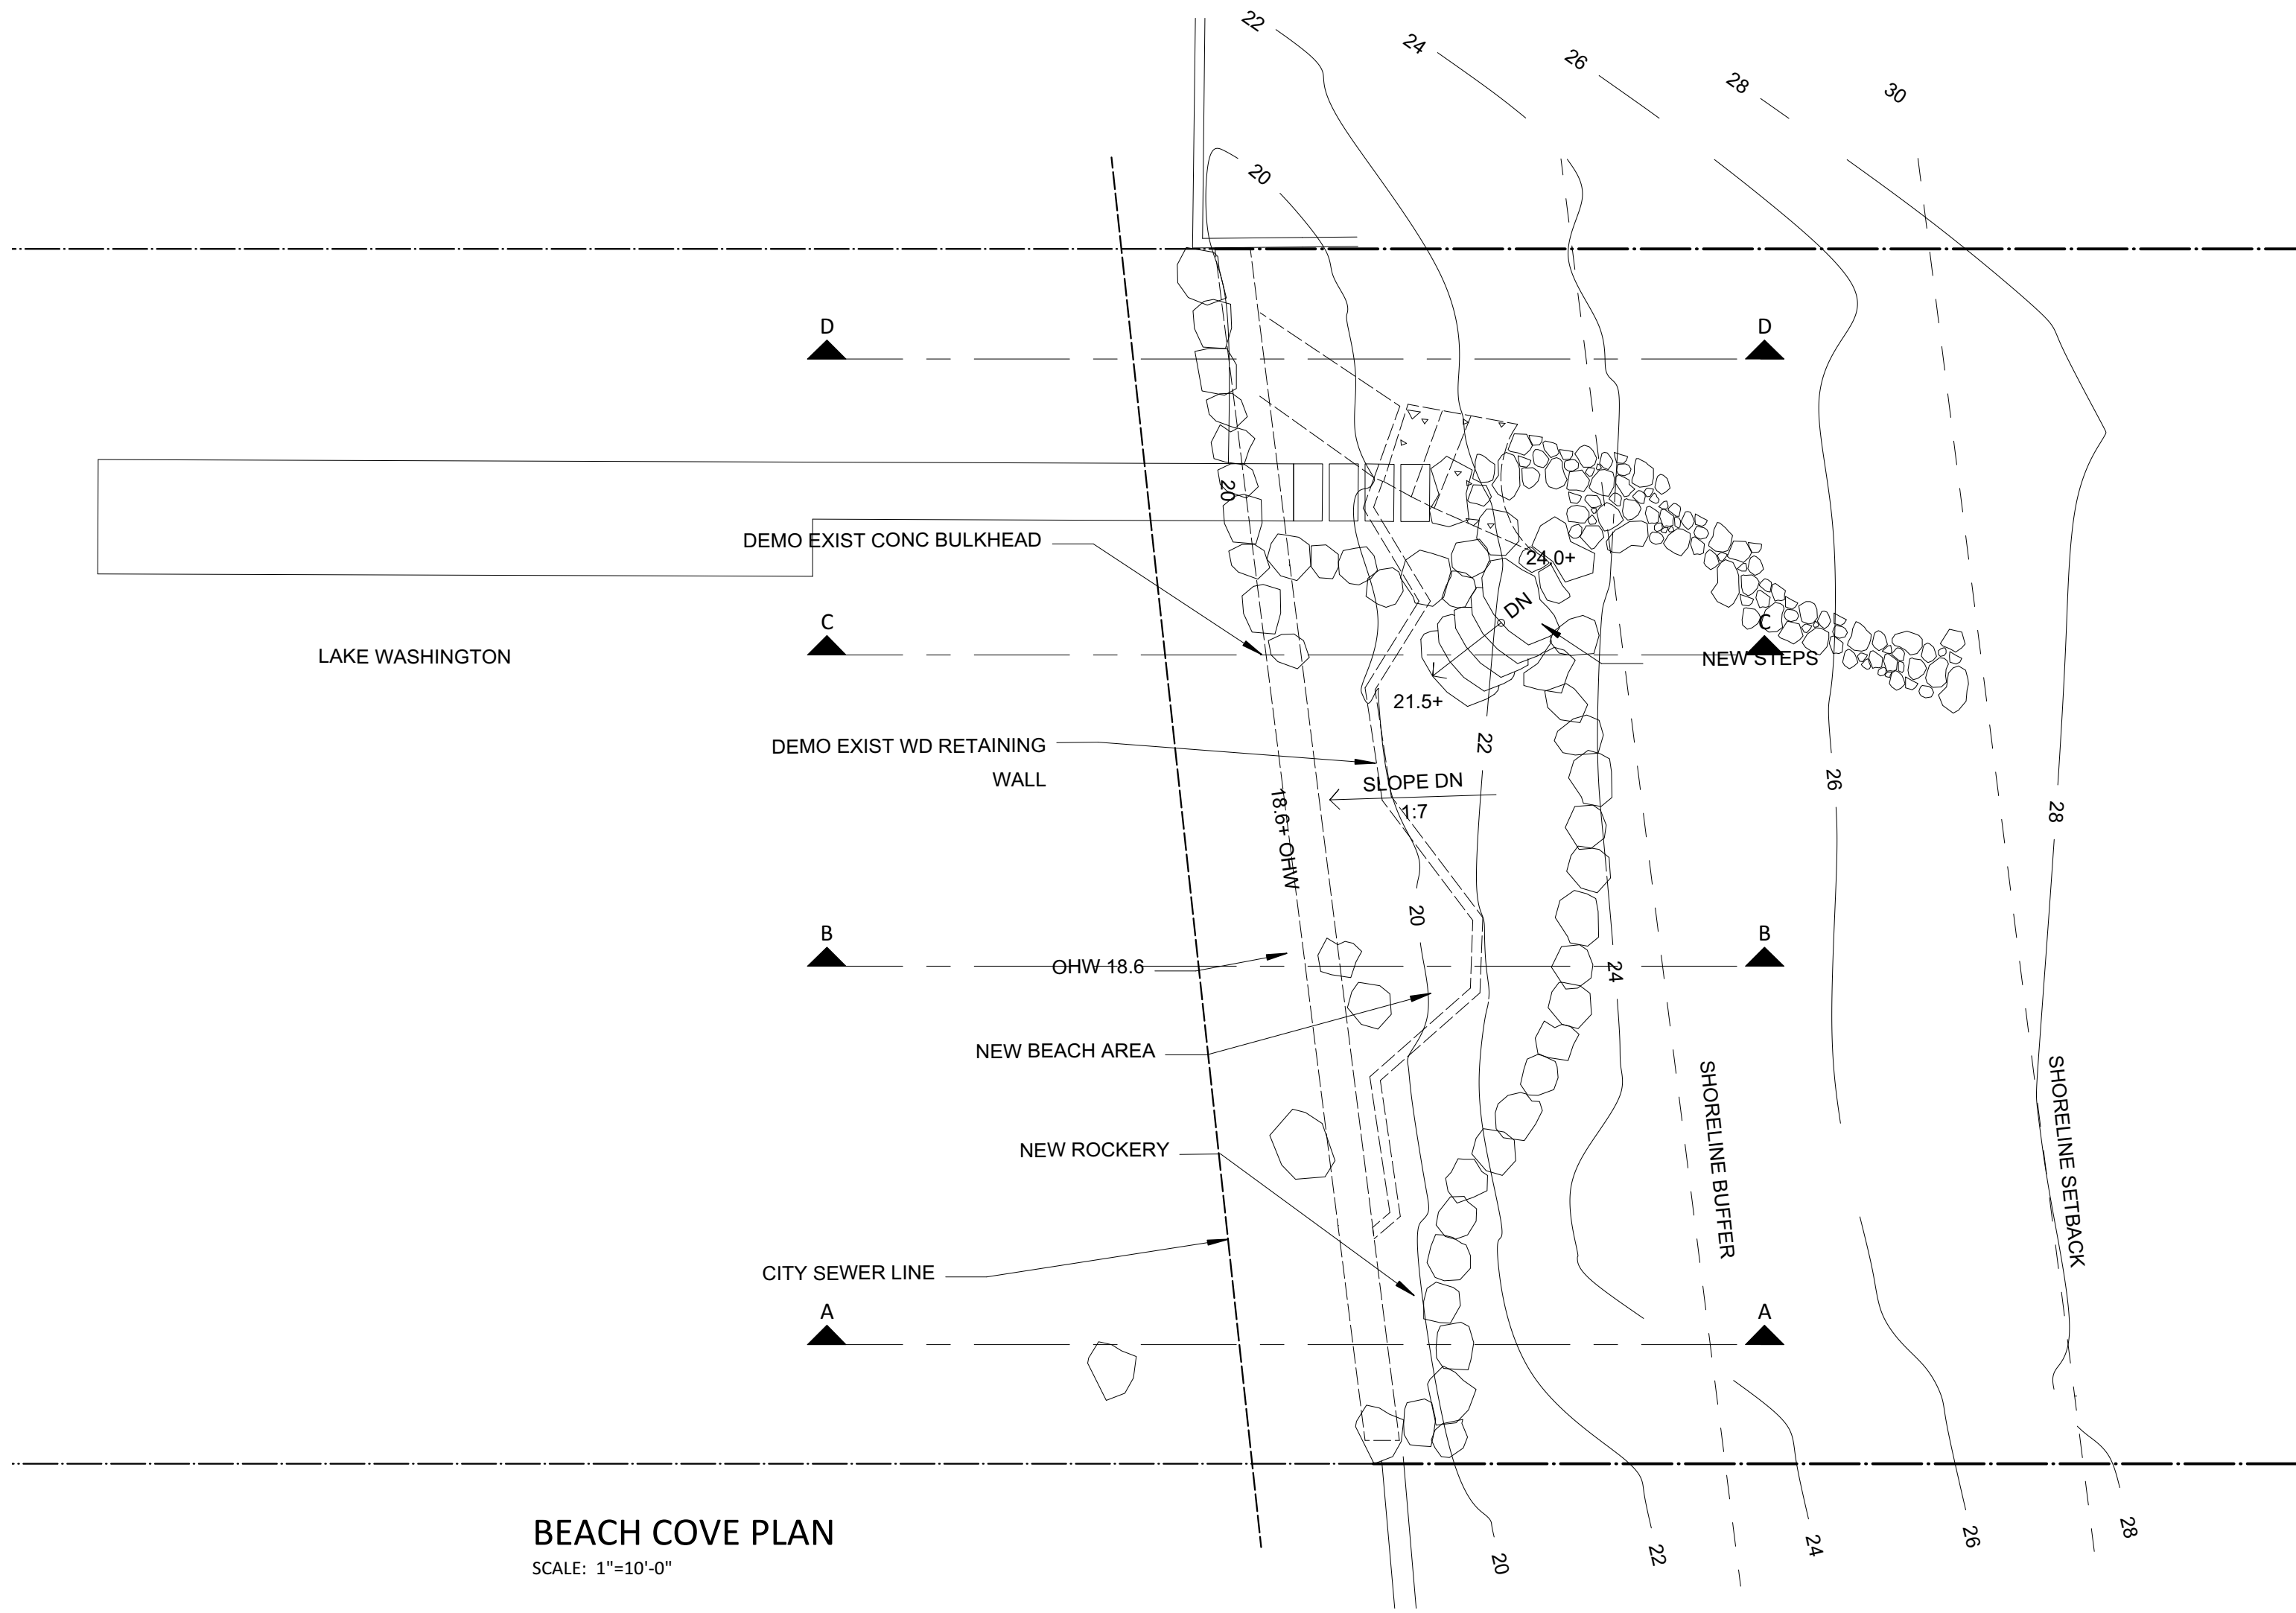 22
24
26
28
30
20
D
D
20
DEMO EXIST CONC BULKHEAD
24.0+
DN
C
C
LAKE WASHINGTON
NEW STEPS
21.5+
DEMO EXIST WD RETAINING
WALL
22
SLOPE DN
1:7
26
28
18.6+ OHW
20
B
B
OHW 18.6
24
NEW BEACH AREA
NEW ROCKERY
SHORELINE BUFFER
SHORELINE SETBACK
CITY SEWER LINE
A
A
20
22
24
26
28
BEACH COVE PLAN
SCALE: 1"=10'-0"